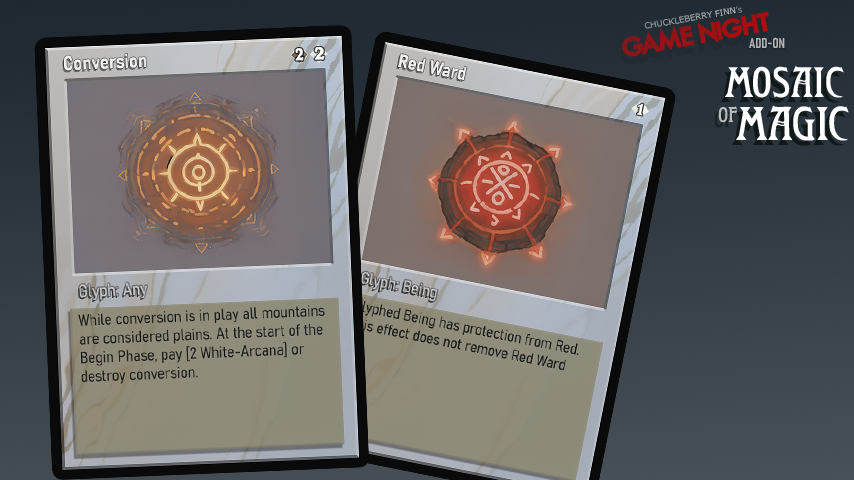 CHUCKLEBERRY FINN's
GAME NIGHT
ADD-ON
MOSAIC
OF MAGIC
Conversion
2 2
Glyph: Any
While conversion is in play all mountains
are considered plains. At the start of the
Begin Phase, pay [2 White-Arcana] or
destroy conversion.
Red Ward
1
Glyph: Being
lyphed Being has protection from Red.
is effect does not remove Red Ward